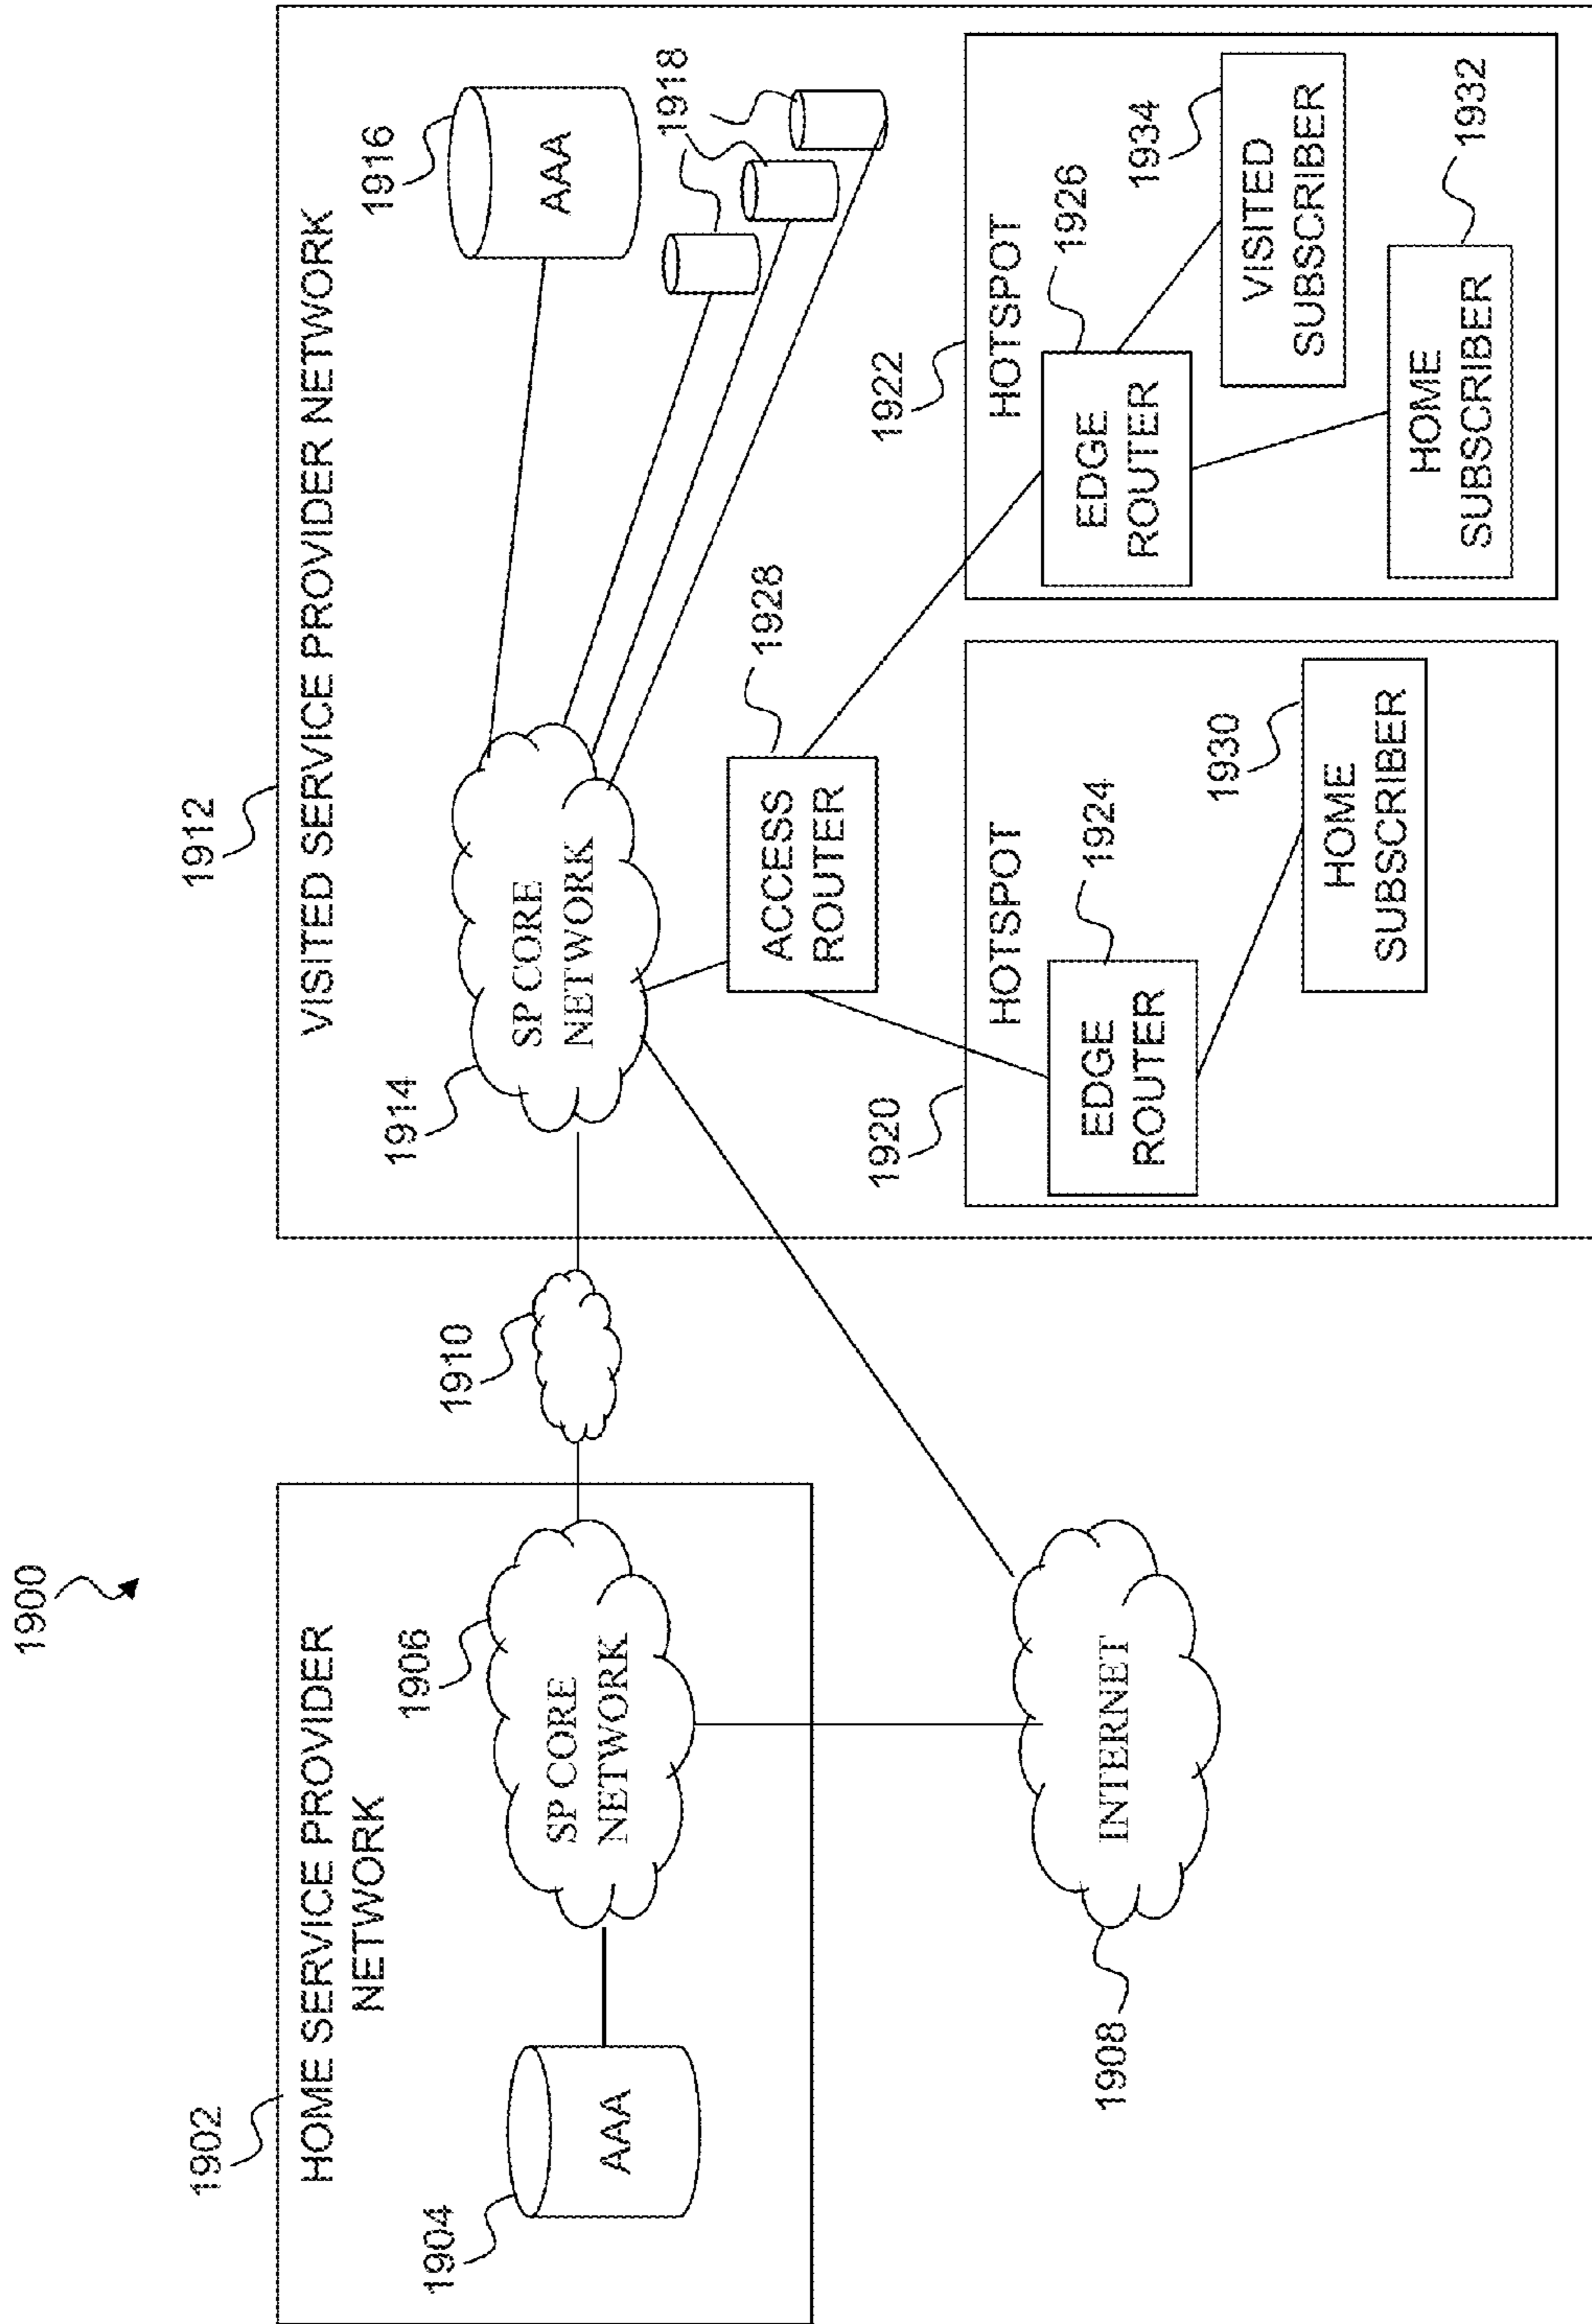 1900
1902
HOME SERVICE PROVIDER
NETWORK
1904
AAA
1906
SP CORE
NETWORK
1908
INTERNET
1910
1912
VISITED SERVICE PROVIDER NETWORK
1914
SP CORE
NETWORK
1916
AAA
1918
ACCESS
ROUTER
1928
1920
HOTSPOT
EDGE
ROUTER
1924
1930
HOME
SUBSCRIBER
1922
HOTSPOT
EDGE
ROUTER
1926
VISITED
SUBSCRIBER
1934
HOME
SUBSCRIBER
1932